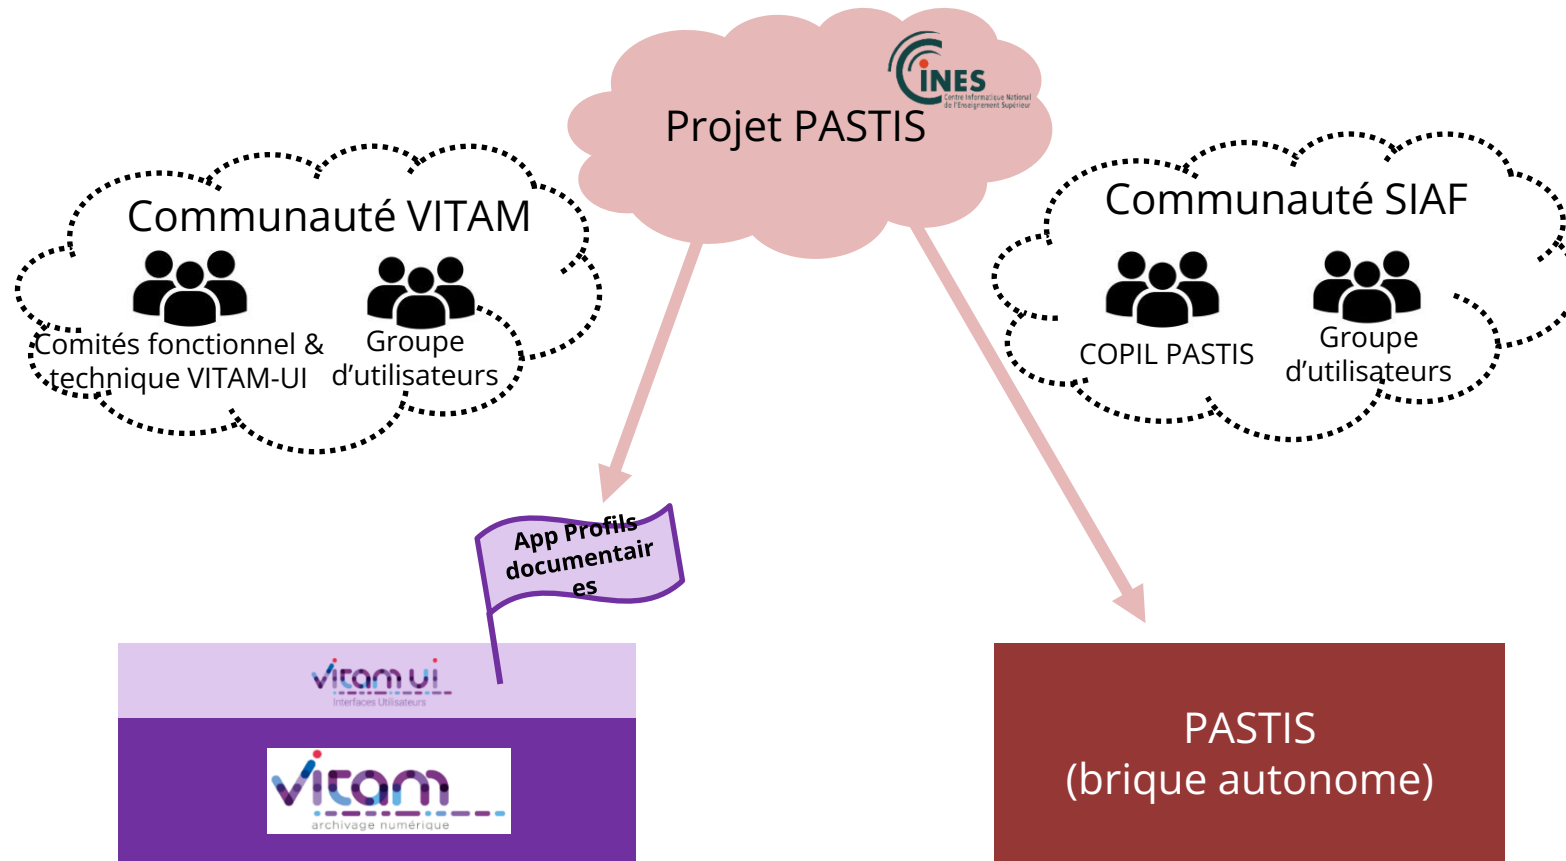 CINES
Centre Informatique National
de l'Enseignement Supérieur
Projet PASTIS
Communauté VITAM
Comités fonctionnel &
technique VITAM-UI
Groupe
d’utilisateurs
Communauté SIAF
COPIL PASTIS
Groupe
d’utilisateurs
App Profils
documentair
es
vitam ui
Interfaces Utilisateurs
vitam
archivage numérique
PASTIS
(brique autonome)